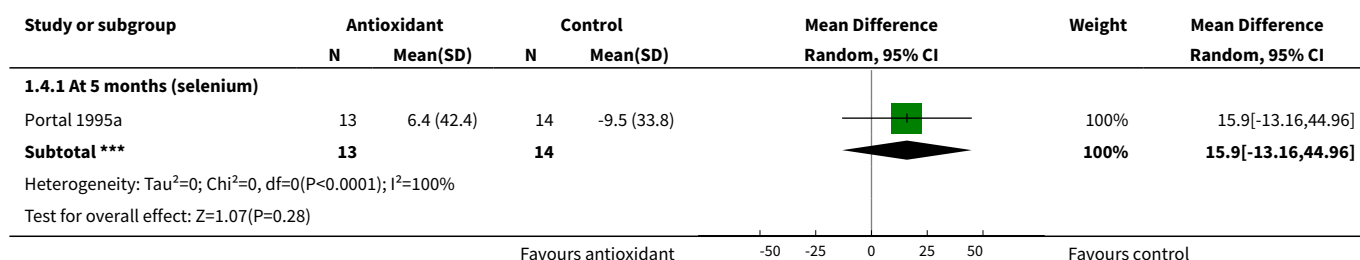 Study or subgroup Antioxidant Control Mean Difference Weight Mean Difference
N Mean(SD) N Mean(SD) Random, 95% CI Random, 95% CI
1.4.1 At 5 months (selenium)
Portal 1995a 13 6.4 (42.4) 14 -9.5 (33.8) 100% 15.9[-13.16,44.96]
Subtotal *** 13 14 100% 15.9[-13.16,44.96]
Heterogeneity: Tau²=0; Chi²=0, df=0(P<0.0001); I²=100%
Test for overall effect: Z=1.07(P=0.28)
Favours antioxidant -50 -25 0 25 50 Favours control